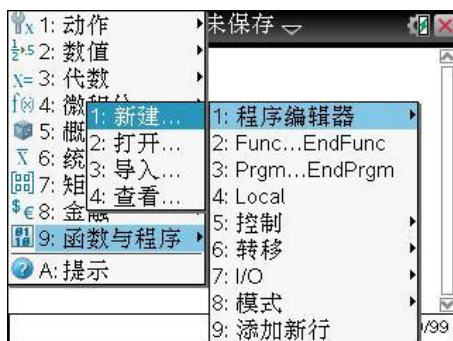 1: 动作
未保存
2: 数值
3: 代数
4: 微
5: 概
6: 统
7: 矩
8: 金融
9: 函数与程序
A: 提示
1: 新建...
2: 打开...
3: 导入...
4: 查看...
1: 程序编辑器
2: Func...EndFunc
3: Prgm...EndPrgm
4: Local
5: 控制
6: 转移
7: I/O
8: 模式
9: 添加新行
/99